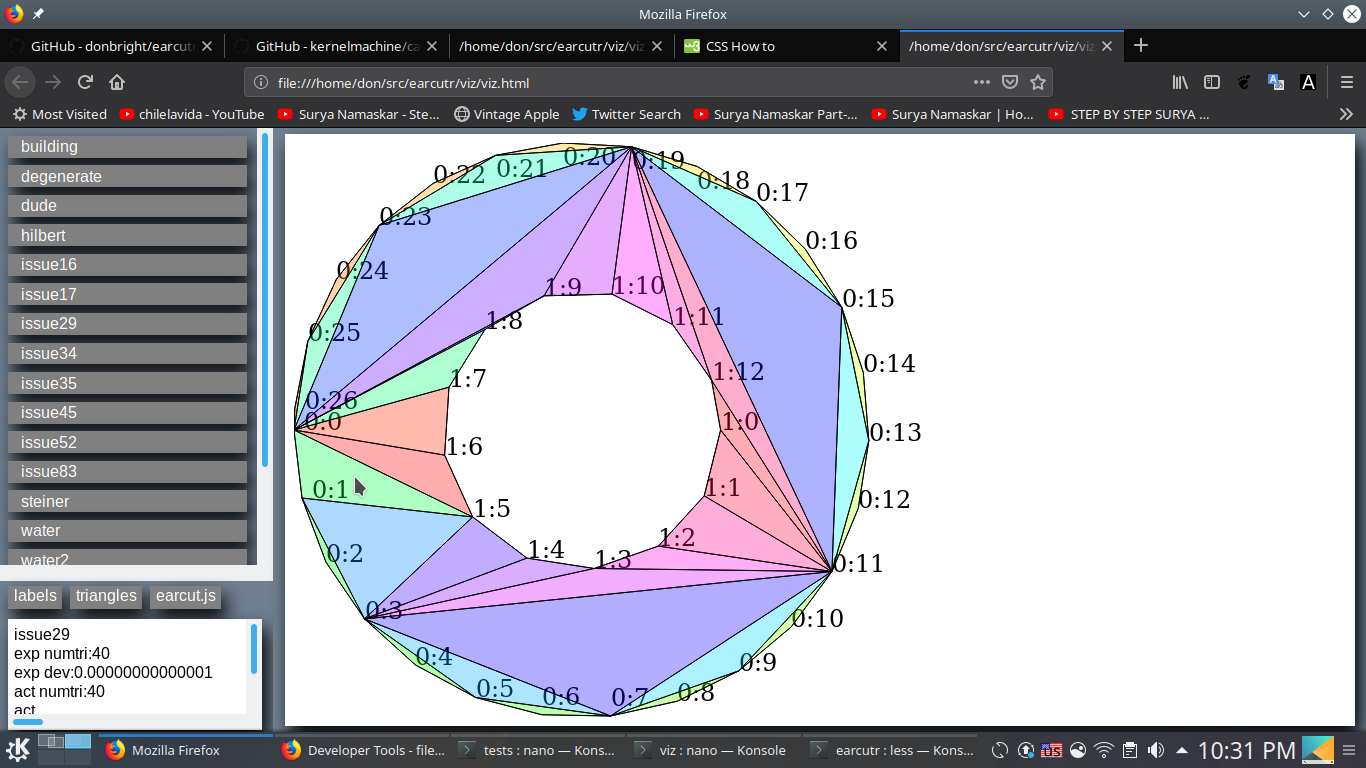 Mozilla Firefox
GitHub - donbright/earcut
GitHub - kernelmachine/ca
/home/don/src/earcutr/viz/viz
CSS How to
/home/don/src/earcutr/viz/viz
file:///home/don/src/earcutr/viz/viz.html
Most Visited
chilelavida - YouTube
Surya Namaskar - Ste...
Vintage Apple
Twitter Search
Surya Namaskar Part-...
Surya Namaskar | Ho...
STEP BY STEP SURYA ...
building
degenerate
dude
hilbert
issue16
issue17
issue29
issue34
issue35
issue45
issue52
issue83
steiner
water
water2
labels
triangles
earcut.js
issue29
exp numtri:40
exp dev:0.00000000000001
act numtri:40
act
0:20
0:19
0:21
0:22
0:18
0:17
0:23
0:16
0:24
1:9
1:10
0:15
1:8
1:11
0:25
0:14
1:7
1:12
0:26
0:0
1:0
0:13
1:6
0:1
1:1
0:12
1:5
1:2
0:2
1:4
1:3
0:11
0:3
0:10
0:4
0:9
0:5
0:6
0:7
0:8
Mozilla Firefox
Developer Tools - file...
tests : nano — Kons...
viz : nano — Konsole
earcutr : less — Kons...
US
10:31 PM